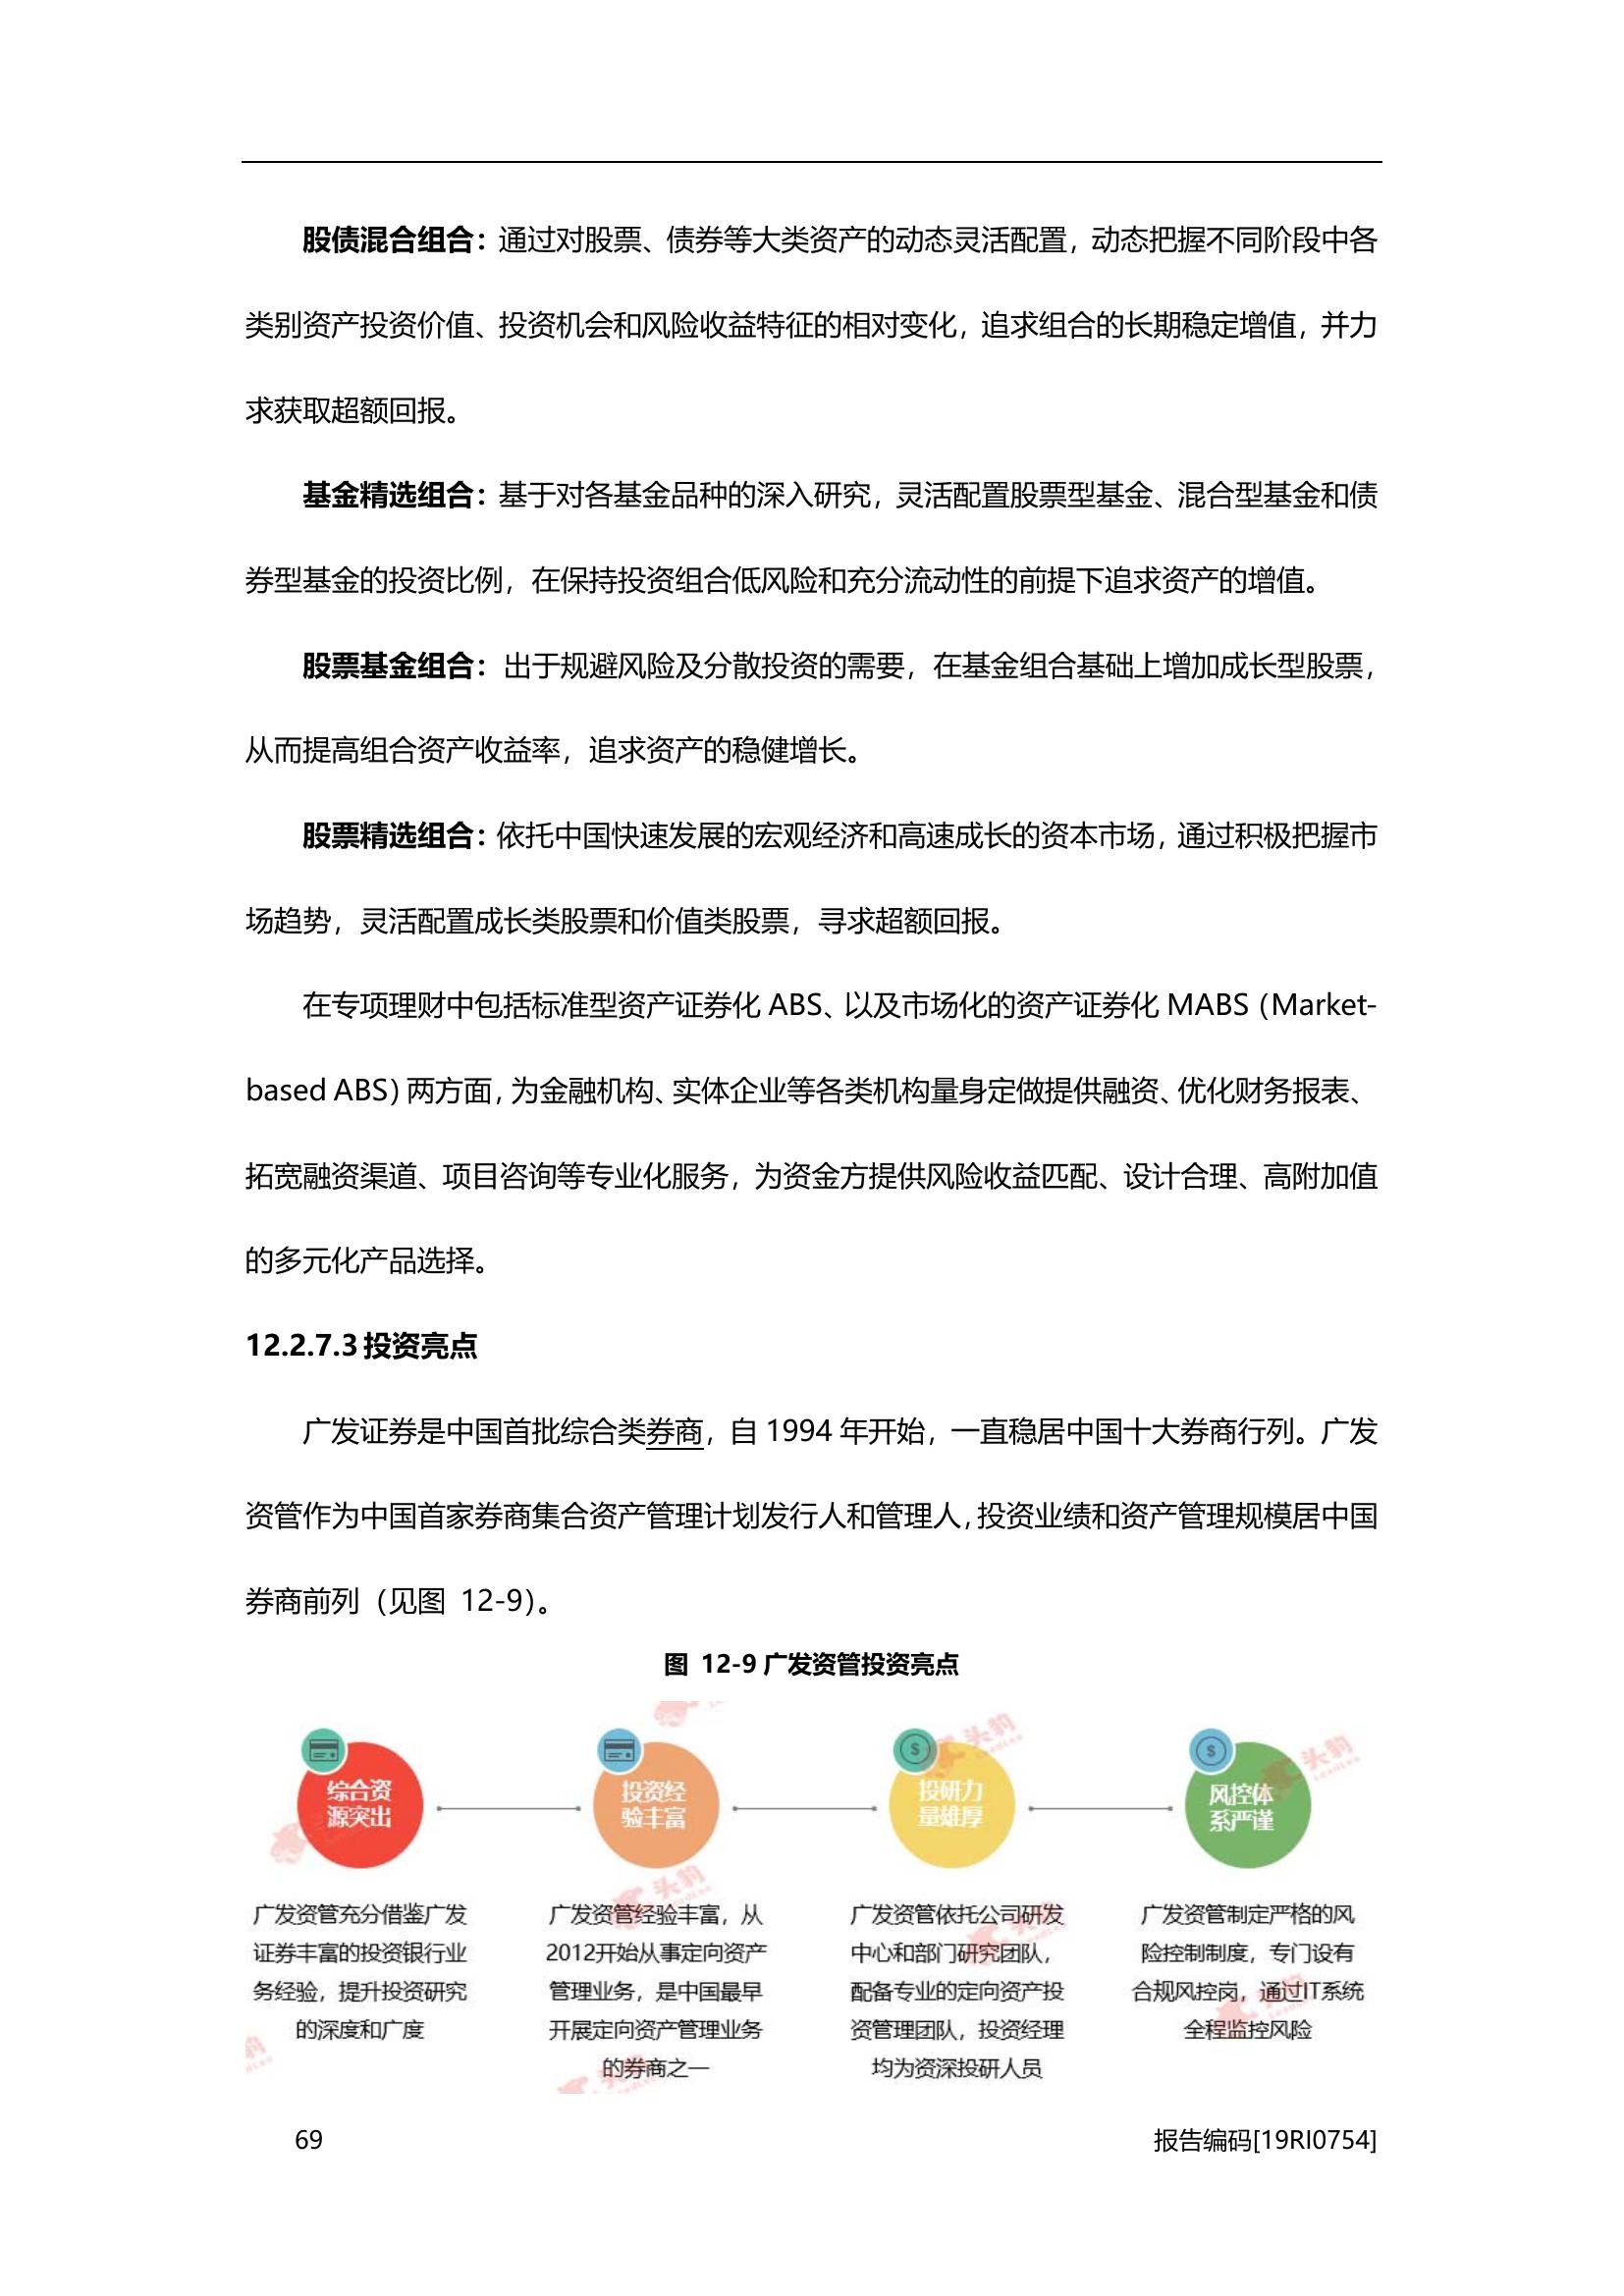 股债混合组合：通过对股票、债券等大类资产的动态灵活配置，动态把握不同阶段中各
类别资产投资价值、投资机会和风险收益特征的相对变化，追求组合的长期稳定增值，并力
求获取超额回报。
基金精选组合：基于对各基金品种的深入研究，灵活配置股票型基金、混合型基金和债
券型基金的投资比例，在保持投资组合低风险和充分流动性的前提下追求资产的增值。
股票基金组合：出于规避风险及分散投资的需要，在基金组合基础上增加成长型股票，
从而提高组合资产收益率，追求资产的稳健增长。
股票精选组合：依托中国快速发展的宏观经济和高速成长的资本市场，通过积极把握市
场趋势，灵活配置成长类股票和价值类股票，寻求超额回报。
在专项理财中包括标准型资产证券化 ABS、以及市场化的资产证券化 MABS（Market-
based ABS）两方面，为金融机构、实体企业等各类机构量身定做提供融资、优化财务报表、
拓宽融资渠道、项目咨询等专业化服务，为资金方提供风险收益匹配、设计合理、高附加值
的多元化产品选择。
12.2.7.3 投资亮点
广发证券是中国首批综合类券商，自 1994 年开始，一直稳居中国十大券商行列。广发
资管作为中国首家券商集合资产管理计划发行人和管理人，投资业绩和资产管理规模居中国
券商前列（见图 12-9）。
图 12-9 广发资管投资亮点
综合资
源突出
广发资管充分借鉴广发
证券丰富的投资银行业
务经验，提升投资研究
的深度和广度
投资经
验丰富
广发资管经验丰富，从
2012开始从事定向资产
管理业务，是中国最早
开展定向资产管理业务
的券商之一
投研力
量雄厚
广发资管依托公司研发
中心和部门研究团队，
配备专业的定向资产投
资管理团队，投资经理
均为资深投研人员
风控体
系严谨
广发资管制定严格的风
险控制制度，专门设有
合规风控岗，通过IT系统
全程监控风险
头豹
LeadLeo
头豹
LeadLeo
头豹
LeadLeo
69
报告编码[19RI0754]